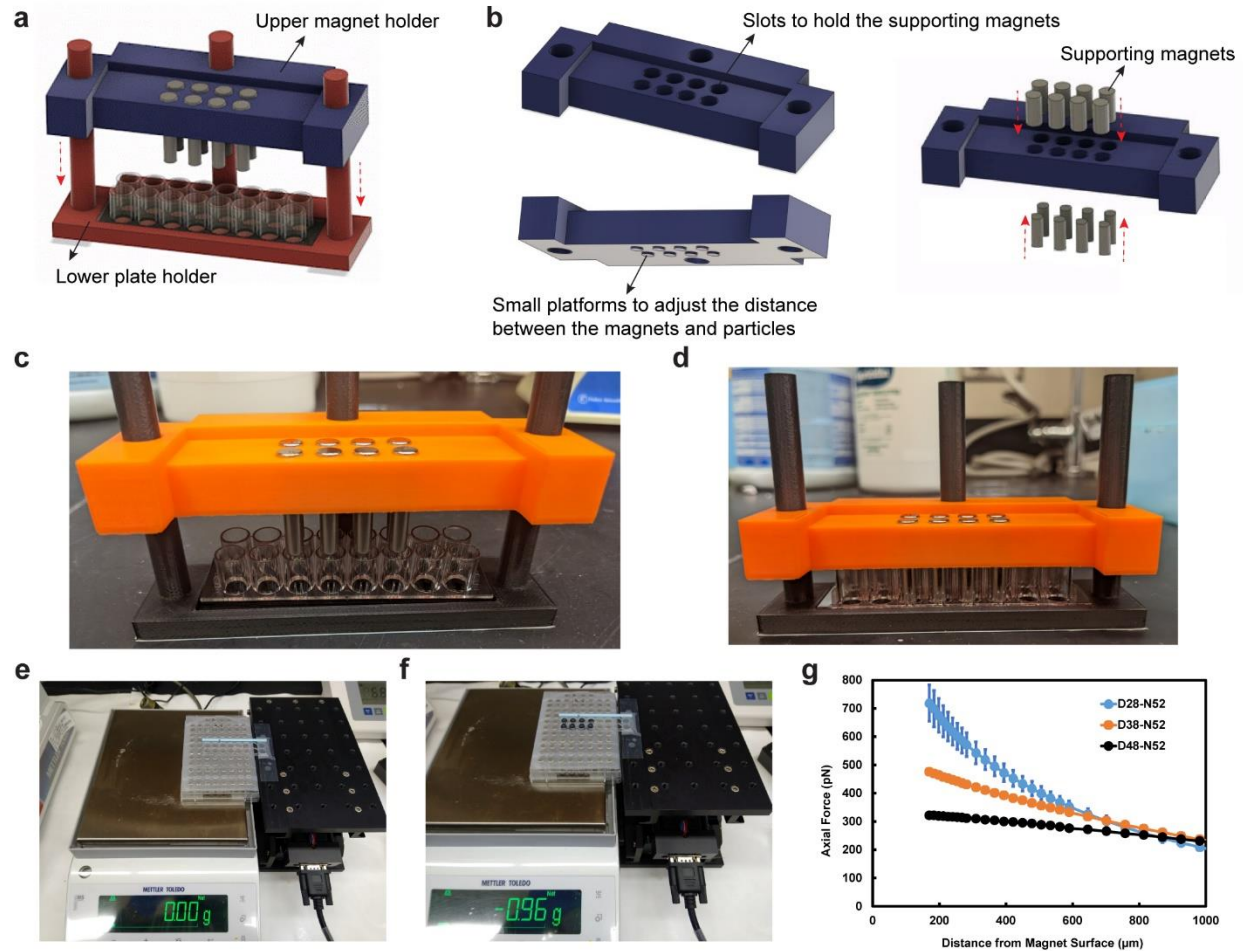 a
Upper magnet holder
Lower plate holder
b
Slots to hold the supporting magnets
Supporting magnets
Small platforms to adjust the distance
between the magnets and particles
c
d
e
METTLER TOLEDO
0.00 g
f
METTLER TOLEDO
-0.96 g
g
800
700
600
500
400
300
200
100
0
Axial Force (pN)
D28-N52
D38-N52
D48-N52
0 200 400 600 800 1000
Distance from Magnet Surface (µm)